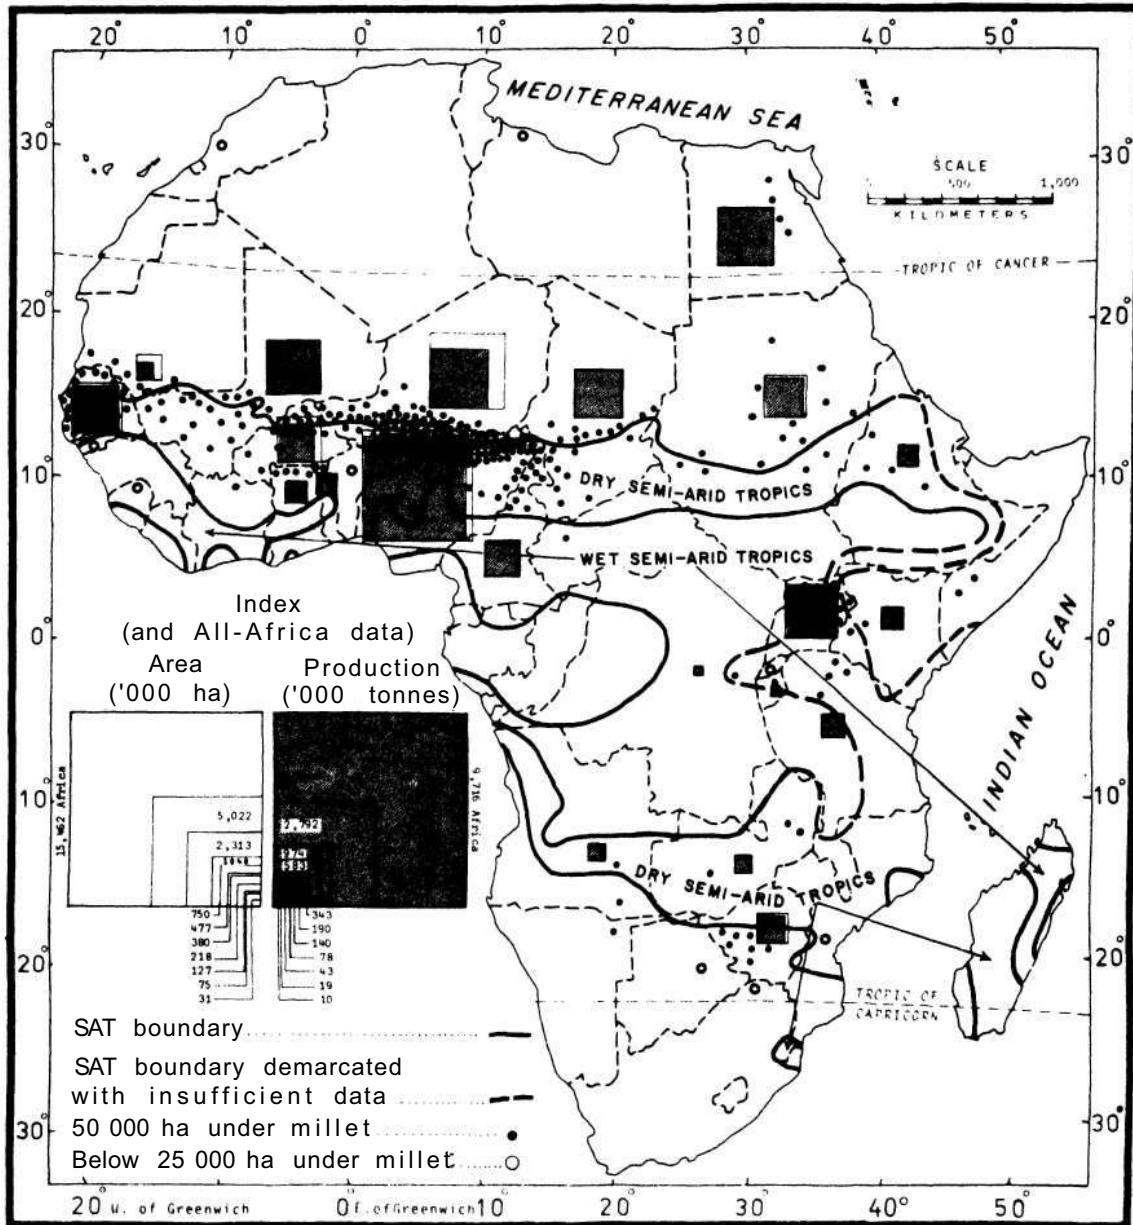 20° 10° 0° 10° 20° 30° 40° 50°
MEDITERRANEAN SEA
30° 30°
SCALE
500 1,000
KILOMETERS
TROPIC OF CANCER
20° 20°
10° 10°
DRY SEMI-ARID TROPICS
WET SEMI-ARID TROPICS
Index
(and All-Africa data)
0° 0°
Area Production
('000 ha) ('000 tonnes)
INDIAN OCEAN
15,462 Africa
9,716 Africa
5,022
2,792
2,313
974
1040
583
10° 10°
DRY SEMI-ARID TROPICS
750 343
477 190
380 140
218 78
127 43
75 19
31 10
20° 20°
TROPIC OF
CAPRICORN
SAT boundary
SAT boundary demarcated
with insufficient data
50 000 ha under millet
Below 25 000 ha under millet
30° 30°
20° W. of Greenwich 0° E. of Greenwich 10° 20° 30° 40° 50°